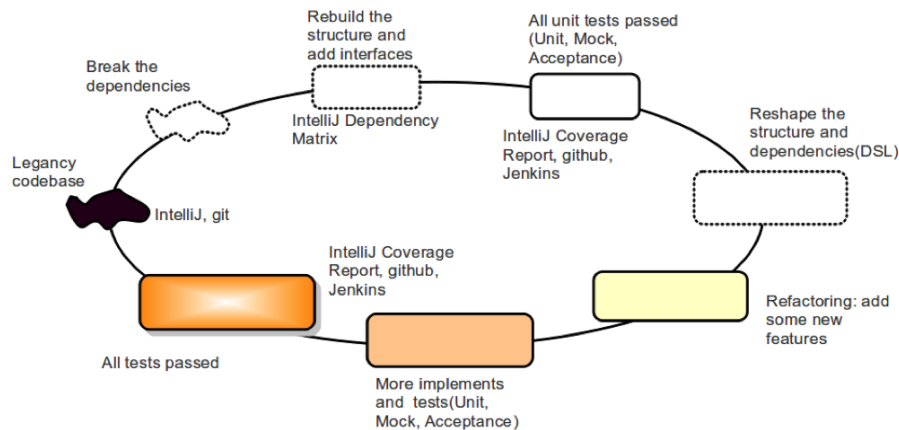 Rebuild the
structure and
add interfaces
All unit tests passed
(Unit, Mock,
Acceptance)
Break the
dependencies
IntelliJ Dependency
Matrix
IntelliJ Coverage
Report, github,
Jenkins
Reshape the
structure and
dependencies(DSL)
Legancy
codebase
IntelliJ, git
IntelliJ Coverage
Report, github,
Jenkins
Refactoring: add
some new
features
All tests passed
More implements
and tests(Unit,
Mock, Acceptance)